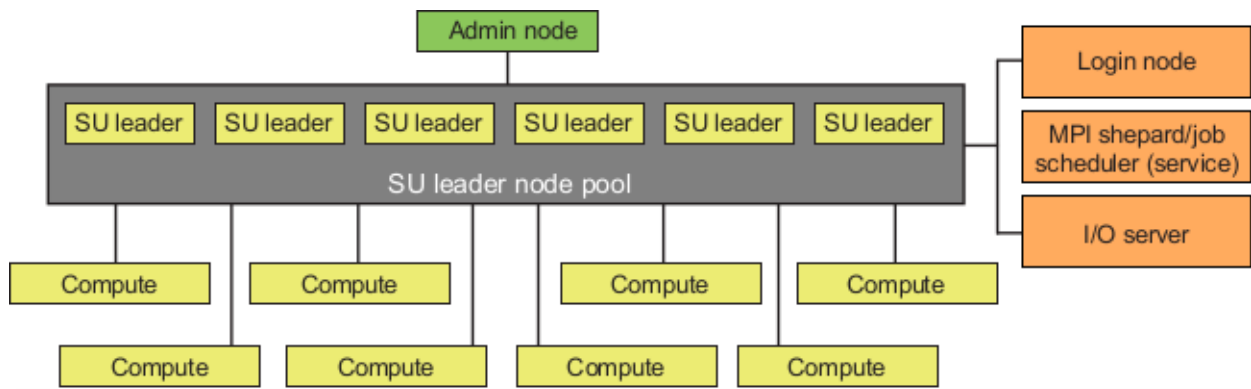 Admin node
SU leader
SU leader
SU leader
SU leader
SU leader
SU leader
SU leader node pool
Login node
MPI shepard/job
scheduler (service)
I/O server
Compute
Compute
Compute
Compute
Compute
Compute
Compute
Compute